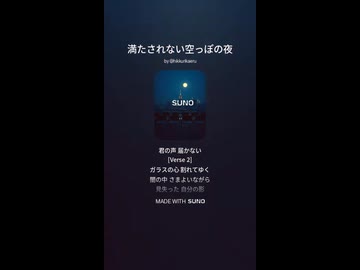 満たされない空っぽの夜
by @hikkurikaeru
SUNO
君の声 届かない
[Verse 2]
ガラスの心 割れてゆく
闇の中 さまよいながら
見失った 自分の影
MADE WITH SUNO